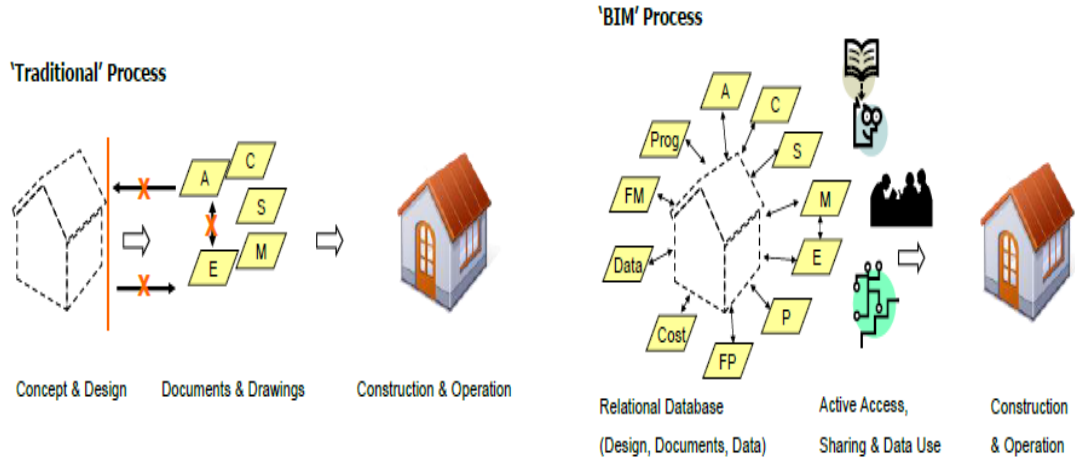 'Traditional' Process
C
A
S
M
E
Concept & Design
Documents & Drawings
Construction & Operation
'BIM' Process
A
C
Prog
S
FM
M
Data
E
P
Cost
FP
Relational Database
(Design, Documents, Data)
Active Access,
Sharing & Data Use
Construction
& Operation